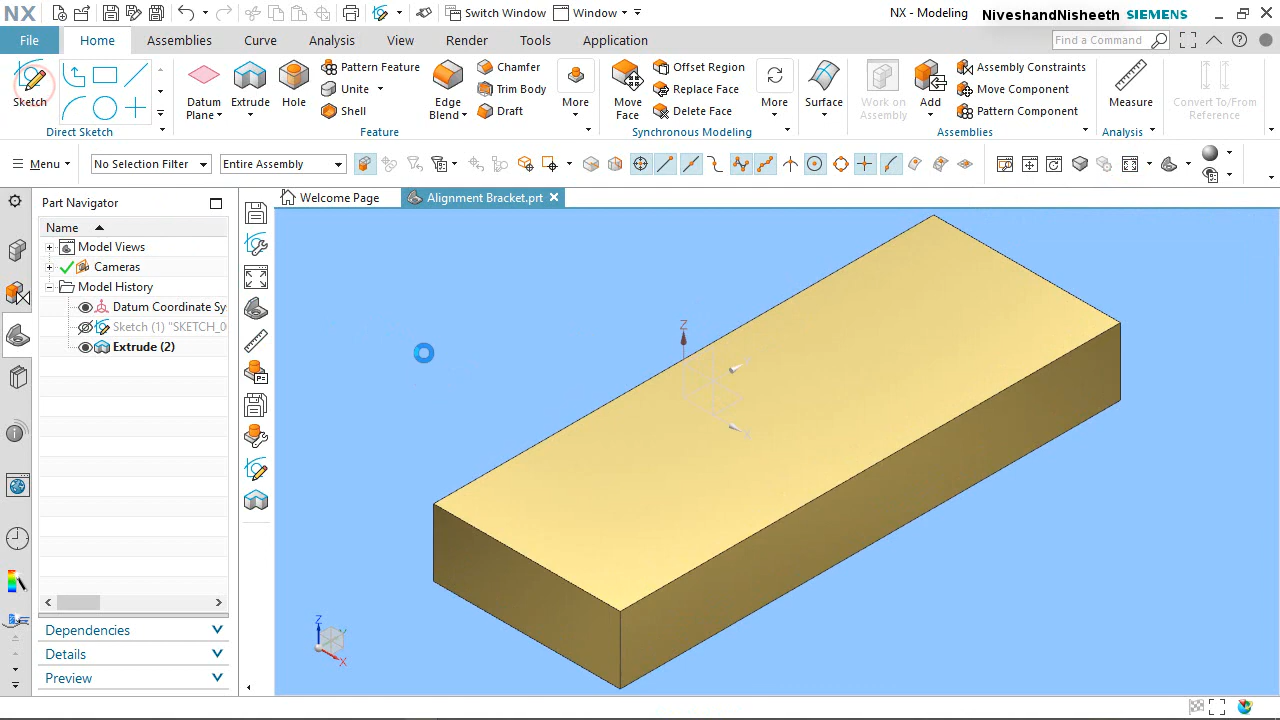 NX
Switch Window
Window
NX - Modeling
NiveshandNisheeth SIEMENS
File
Home
Assemblies
Curve
Analysis
View
Render
Tools
Application
Find a Command
Sketch
Direct Sketch
Datum
Plane
Extrude
Hole
Pattern Feature
Unite
Shell
Edge
Blend
Chamfer
Trim Body
Draft
More
Feature
Move
Face
Offset Region
Replace Face
Delete Face
More
Synchronous Modeling
Surface
Work on
Assembly
Add
Assembly Constraints
Move Component
Pattern Component
Assemblies
Measure
Analysis
Convert To/From
Reference
Menu
No Selection Filter
Entire Assembly
Part Navigator
Welcome Page
Alignment Bracket.prt
Name
Model Views
Cameras
Model History
Datum Coordinate Sy
Sketch (1) "SKETCH_0
Extrude (2)
Dependencies
Details
Preview
Z
X
Z
Y
X